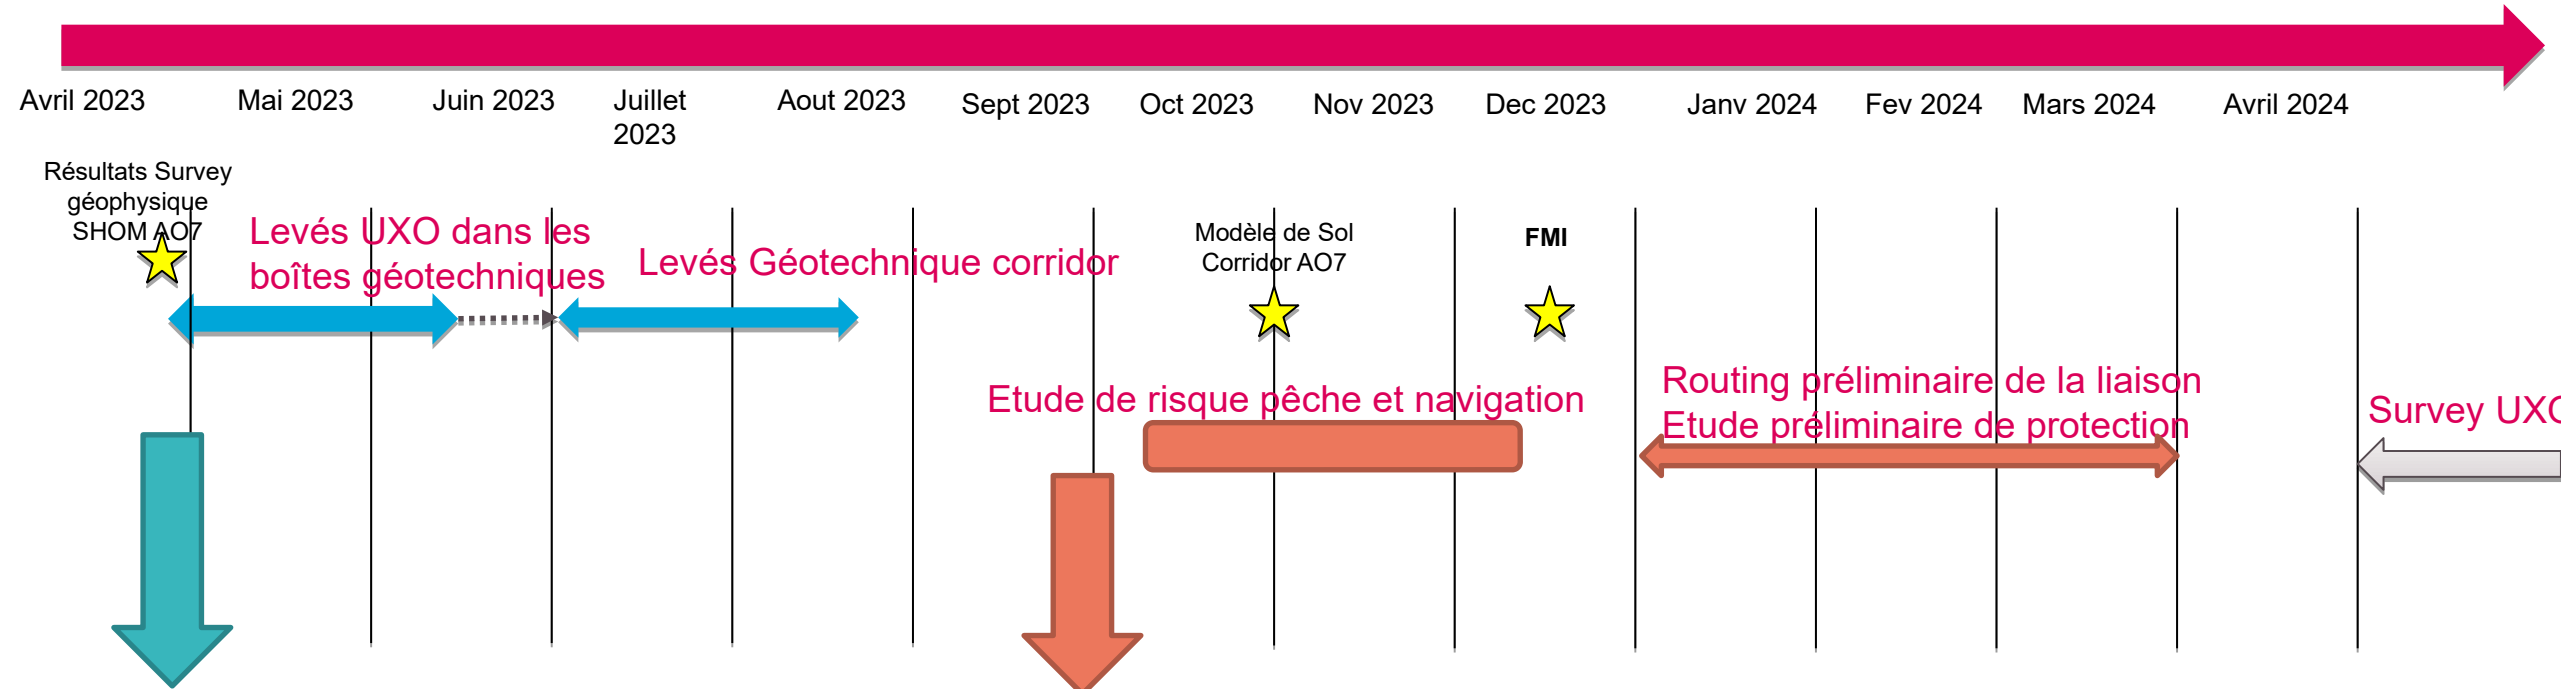 Avril 2023
Mai 2023
Juin 2023
Juillet
2023
Aout 2023
Sept 2023
Oct 2023
Nov 2023
Dec 2023
Janv 2024
Fev 2024
Mars 2024
Avril 2024
Résultats Survey
géophysique
SHOM AO7
Levés UXO dans les
boîtes géotechniques
Levés Géotechnique corridor
Modèle de Sol
Corridor AO7
FMI
Etude de risque pêche et navigation
Routing préliminaire de la liaison
Etude préliminaire de protection
Survey UXO